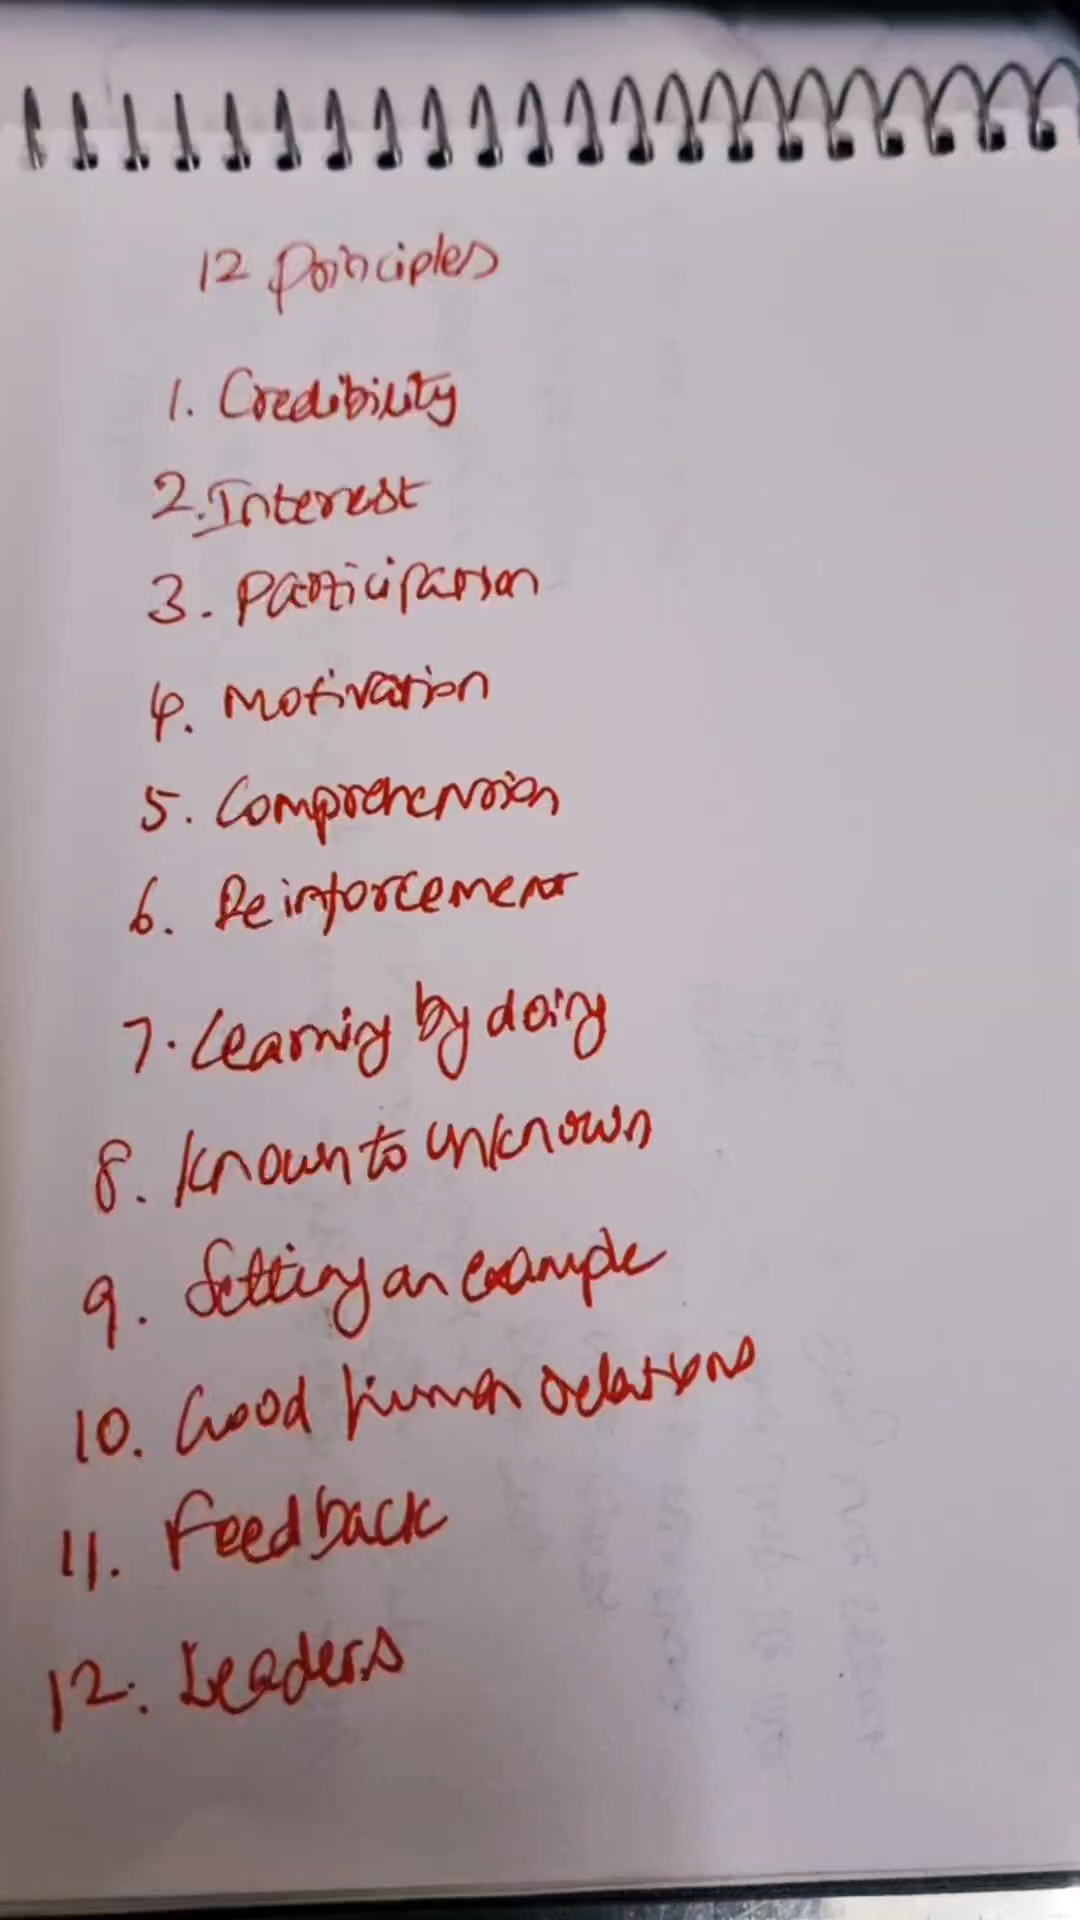 12 Principles
1. Credibility
2. Interest
3. Participation
4. Motivation
5. Comprehension
6. Reinforcement
7. Learning by doing
8. Known to unknown
9. Setting an example
10. Good human relations
11. Feedback
12. Leaders